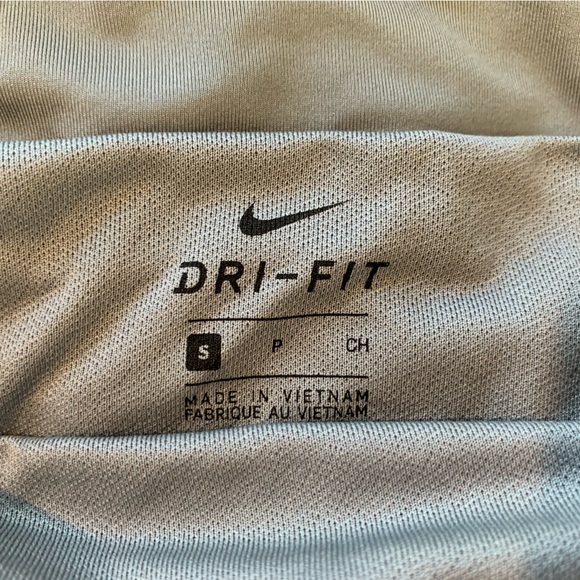 DRI-FIT
S P CH
MADE IN VIETNAM
FABRIQUE AU VIETNAM